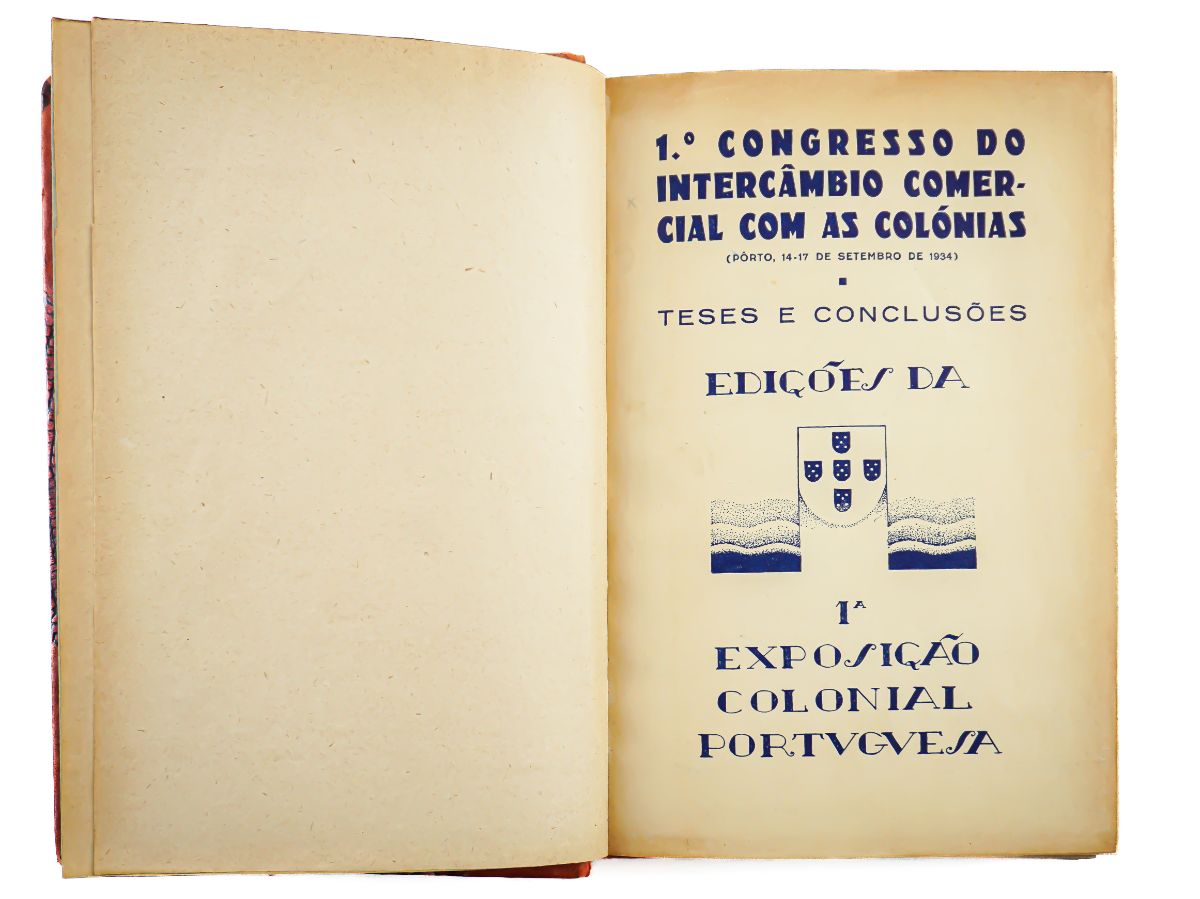 1.º CONGRESSO DO
INTERCÂMBIO COMER-
CIAL COM AS COLÓNIAS
(PÔRTO, 14-17 DE SETEMBRO DE 1934)
TESES E CONCLUSÕES
EDIÇÕES DA
1ª
EXPOSIÇÃO
COLONIAL
PORTVGVESA